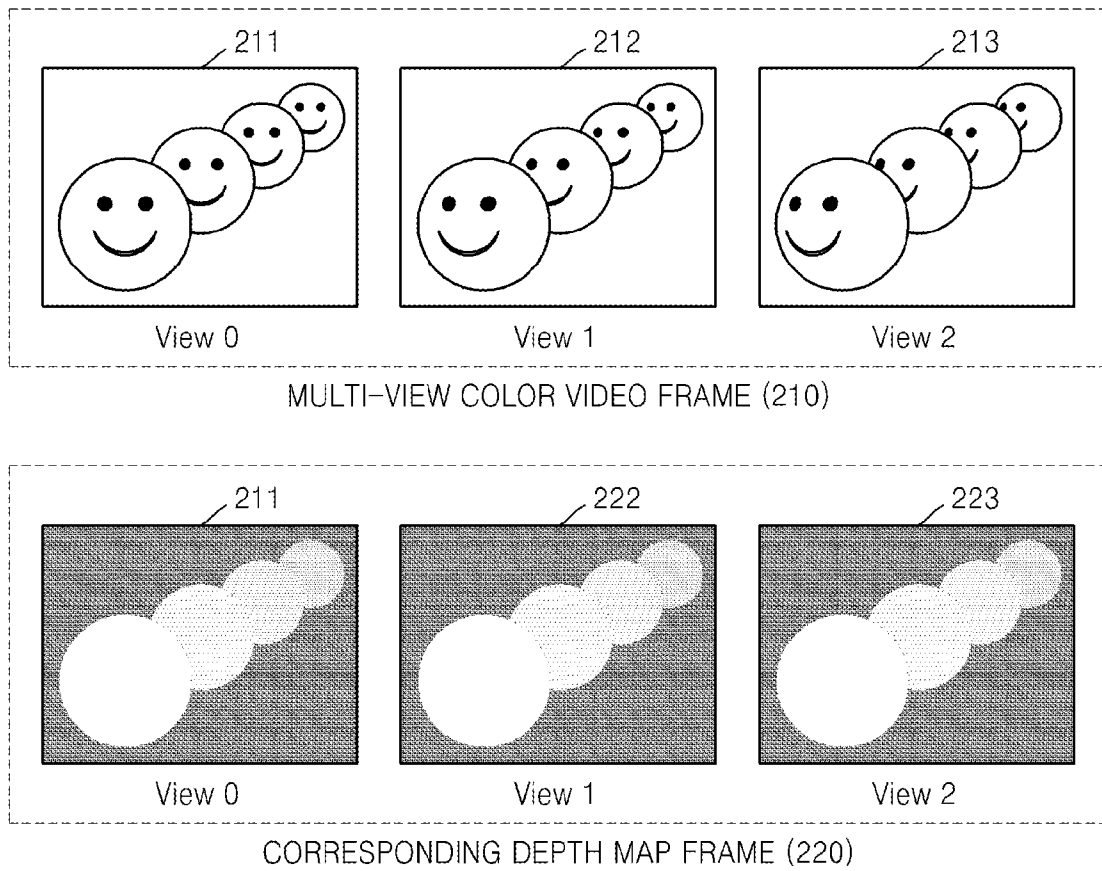 211 212 213
View 0 View 1 View 2
MULTI-VIEW COLOR VIDEO FRAME (210)
211 222 223
View 0 View 1 View 2
CORRESPONDING DEPTH MAP FRAME (220)